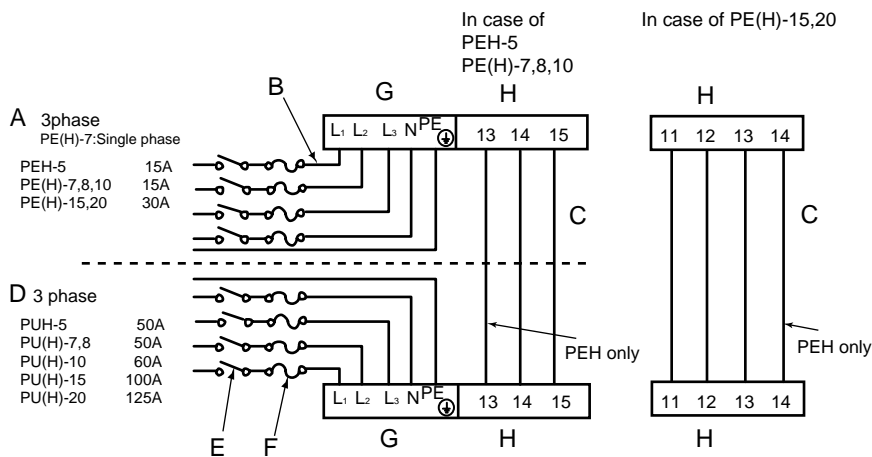 In case of
PEH-5
PE(H)-7,8,10
In case of PE(H)-15,20
B
G
H
H
A 3phase
PE(H)-7:Single phase
L1 L2 L3 N PE 13 14 15
11 12 13 14
PEH-5 15A
PE(H)-7,8,10 15A
PE(H)-15,20 30A
C
C
D 3 phase
PUH-5 50A
PU(H)-7,8 50A
PU(H)-10 60A
PU(H)-15 100A
PU(H)-20 125A
PEH only
PEH only
L1 L2 L3 N PE 13 14 15
11 12 13 14
E
F
G
H
H